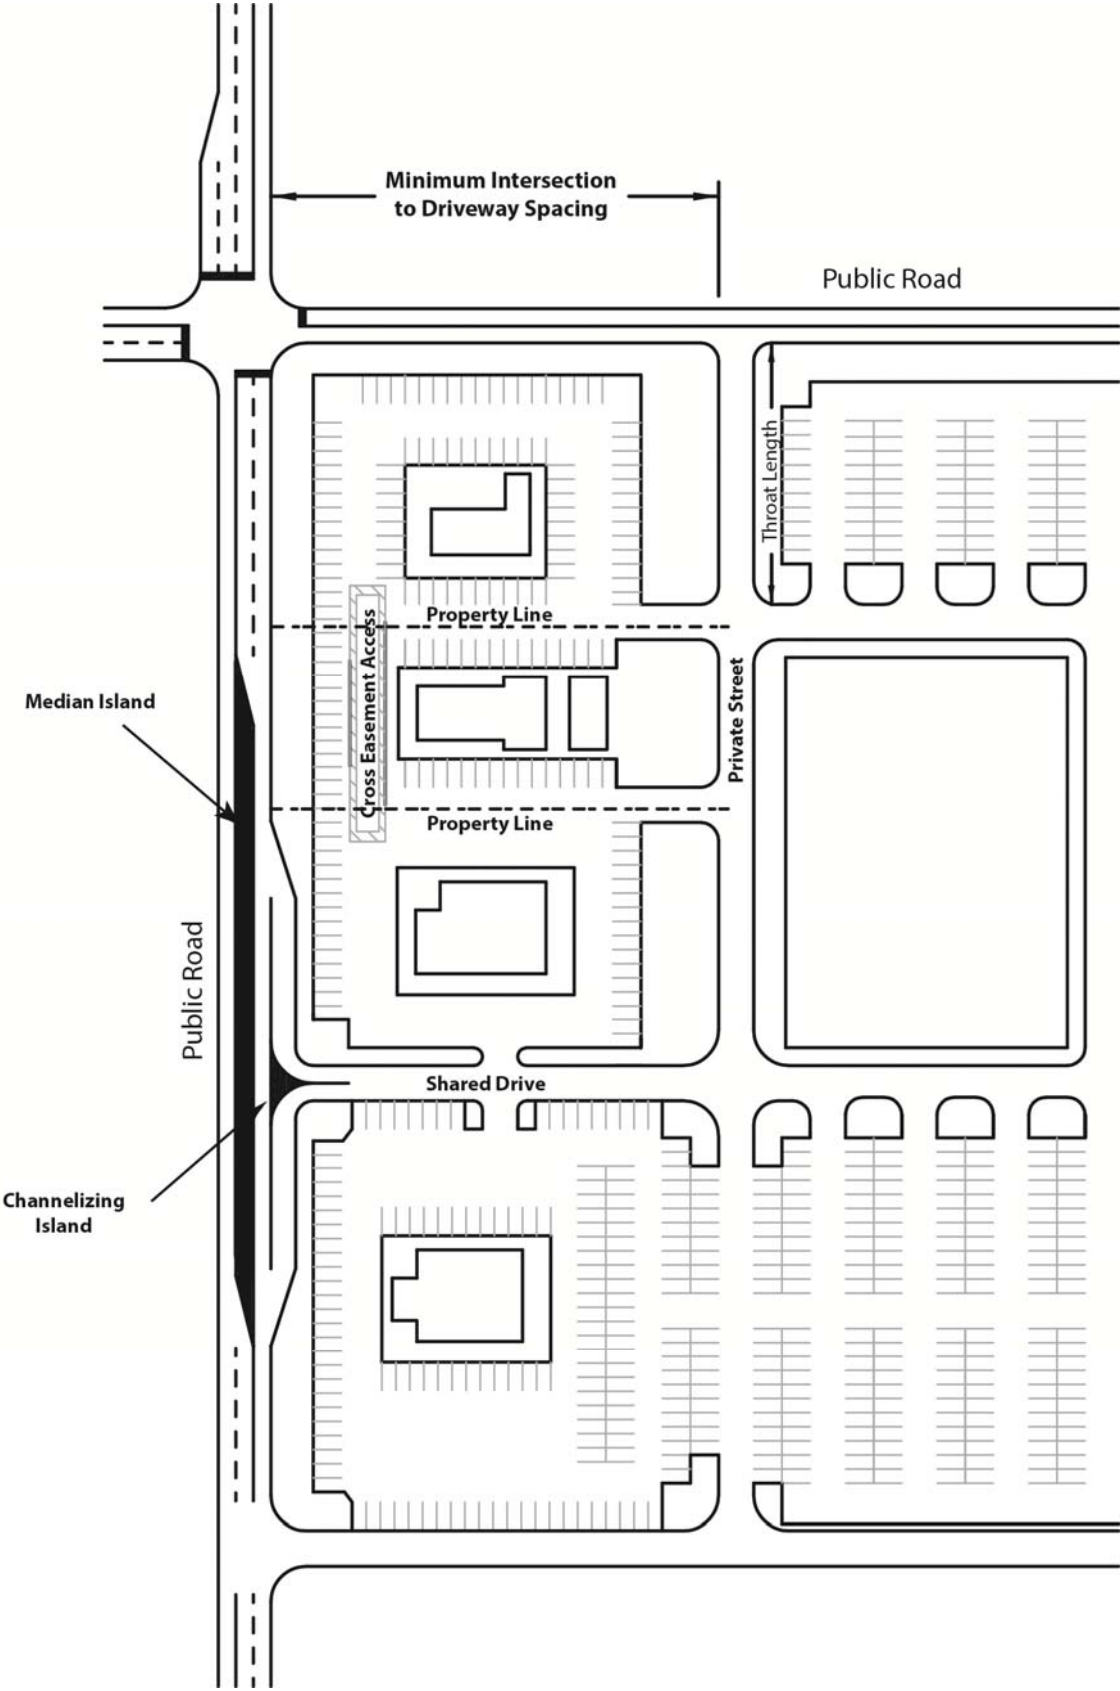 Minimum Intersection
to Driveway Spacing
Public Road
Throat Length
Property Line
Cross Easement Access
Median Island
Private Street
Property Line
Public Road
Shared Drive
Channelizing
Island